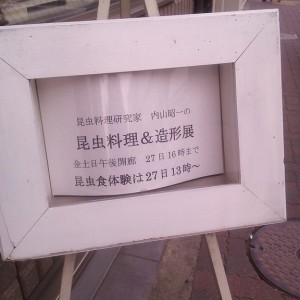 昆虫料理研究家　内山昭一の
昆虫料理＆造形展
金土日午後開廊　27日16時まで
昆虫食体験は27日13時～